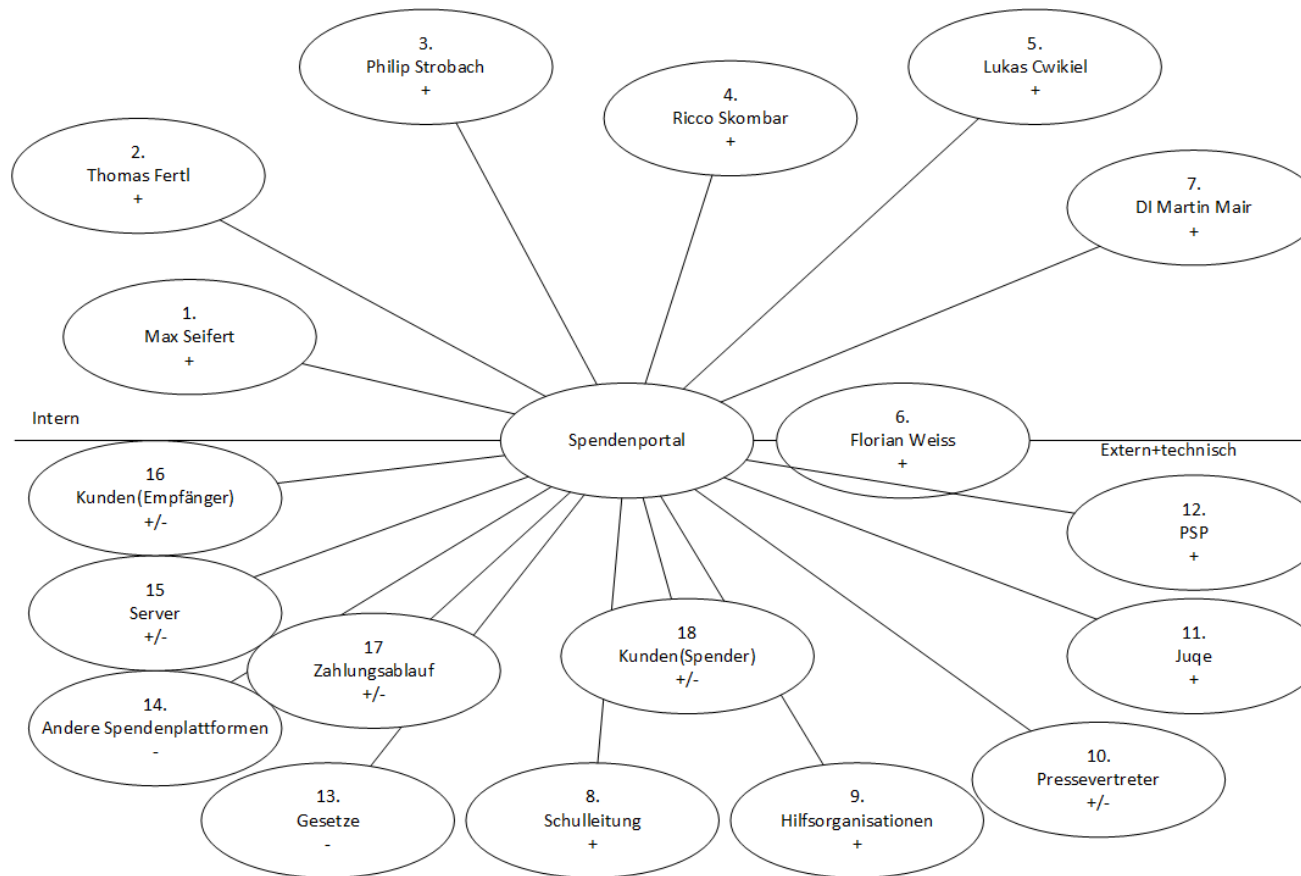 3.
Philip Strobach
+
5.
Lukas Cwikiel
+
4.
Ricco Skombar
+
2.
Thomas Fertl
+
7.
DI Martin Mair
+
1.
Max Seifert
+
Intern
Spendenportal
6.
Florian Weiss
+
Extern+technisch
16
Kunden(Empfänger)
+/-
12.
PSP
+
15
Server
+/-
17
Zahlungsablauf
+/-
18
Kunden(Spender)
+/-
11.
Juqe
+
14.
Andere Spendenplattformen
-
10.
Pressevertreter
+/-
13.
Gesetze
-
8.
Schulleitung
+
9.
Hilfsorganisationen
+